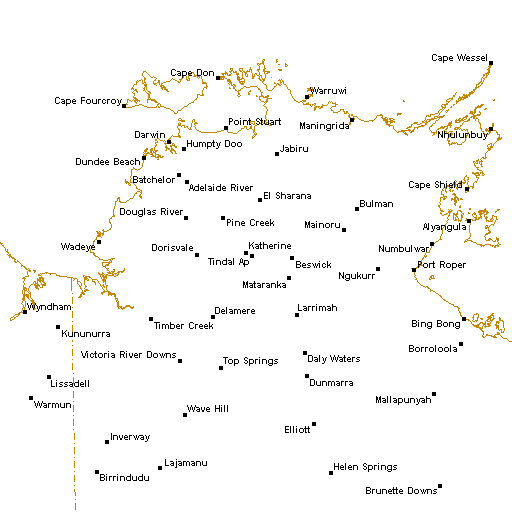 Cape Wessel
Cape Don
Warruwi
Cape Fourcroy
Point Stuart
Maningrida
Darwin
Nhulunbuy
Humpty Doo
Jabiru
Dundee Beach
Batchelor
Adelaide River
Cape Shield
El Sharana
Bulman
Douglas River
Pine Creek
Mainoru
Alyangula
Wadeye
Dorisvale
Katherine
Numbulwar
Tindal Ap
Beswick
Port Roper
Ngukurr
Mataranka
Wyndham
Delamere
Larrimah
Timber Creek
Bing Bong
Kununurra
Borroloola
Victoria River Downs
Top Springs
Daly Waters
Lissadell
Dunmarra
Warmun
Mallapunyah
Wave Hill
Elliott
Inverway
Lajamanu
Helen Springs
Birrindudu
Brunette Downs